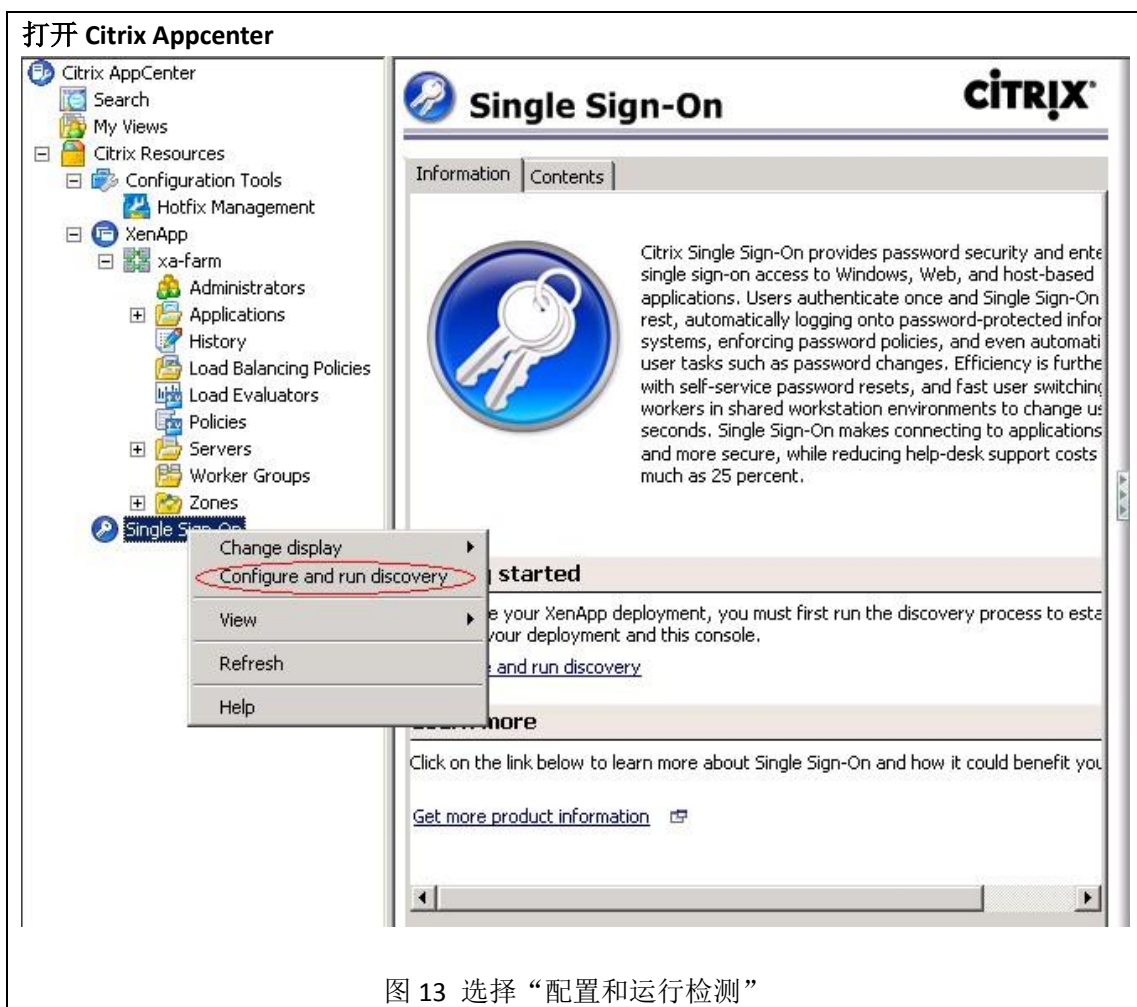 打开 Citrix Appcenter
Citrix AppCenter
Search
My Views
Citrix Resources
Configuration Tools
Hotfix Management
XenApp
xa-farm
Administrators
Applications
History
Load Balancing Policies
Load Evaluators
Policies
Servers
Worker Groups
Zones
Single Sign-On
Change display
Configure and run discovery
View
Refresh
Help
Single Sign-On
CITRIX
Information
Contents
Citrix Single Sign-On provides password security and ente
single sign-on access to Windows, Web, and host-based
applications. Users authenticate once and Single Sign-On
rest, automatically logging onto password-protected infor
systems, enforcing password policies, and even automati
user tasks such as password changes. Efficiency is furthe
with self-service password resets, and fast user switching
workers in shared workstation environments to change us
seconds. Single Sign-On makes connecting to applications
and more secure, while reducing help-desk support costs
much as 25 percent.
started
e your XenApp deployment, you must first run the discovery process to esta
your deployment and this console.
and run discovery
more
Click on the link below to learn more about Single Sign-On and how it could benefit you
Get more product information
图 13 选择“配置和运行检测”